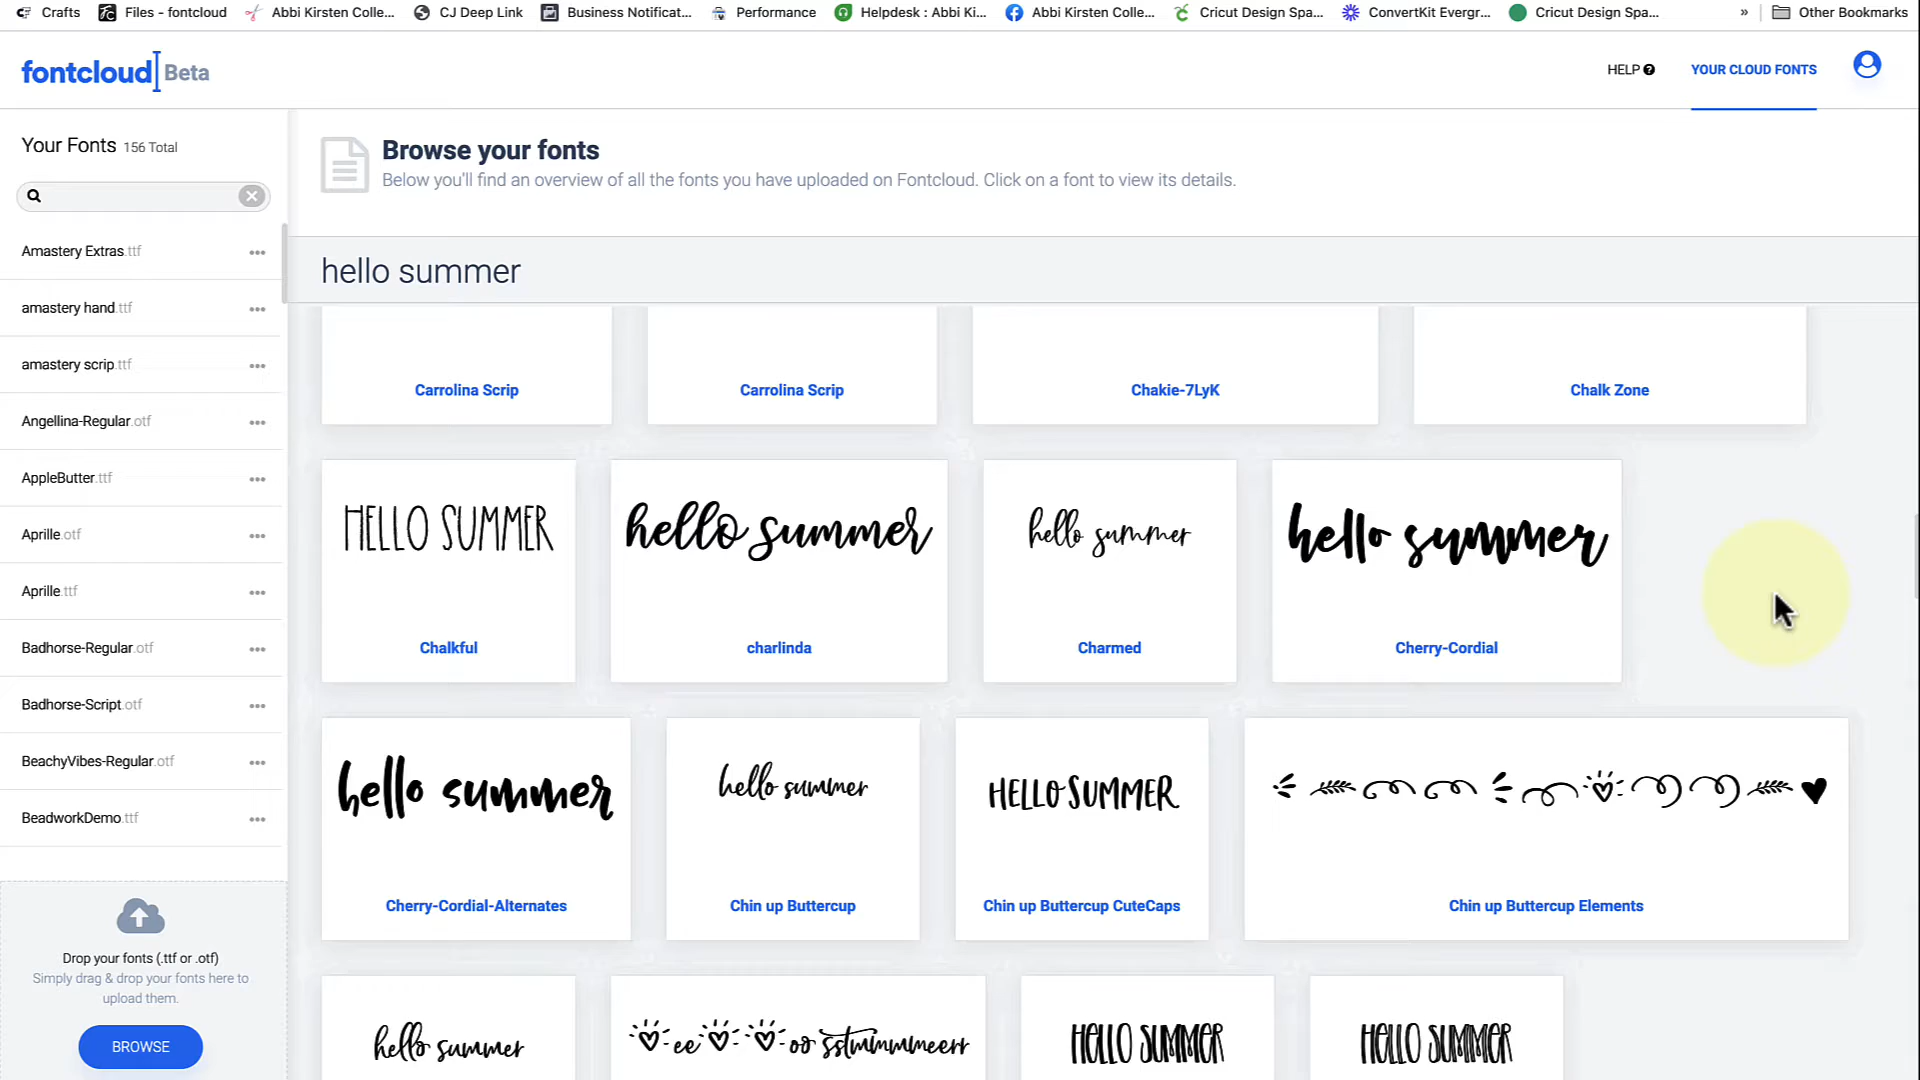 Crafts
Files - fontcloud
Abbi Kirsten Colle...
CJ Deep Link
Business Notificat...
Performance
Helpdesk : Abbi Ki...
Abbi Kirsten Colle...
Cricut Design Spa...
ConvertKit Evergr...
Cricut Design Spa...
»
Other Bookmarks
fontcloud Beta
HELP
YOUR CLOUD FONTS
Your Fonts 156 Total
Amastery Extras.ttf
amastery hand.ttf
amastery scrip.ttf
Angellina-Regular.otf
AppleButter.ttf
Aprille.otf
Aprille.ttf
Badhorse-Regular.otf
Badhorse-Script.otf
BeachyVibes-Regular.otf
BeadworkDemo.ttf
Drop your fonts (.ttf or .otf)
Simply drag & drop your fonts here to
upload them.
BROWSE
Browse your fonts
Below you'll find an overview of all the fonts you have uploaded on Fontcloud. Click on a font to view its details.
hello summer
Carrolina Scrip
Carrolina Scrip
Chakie-7LyK
Chalk Zone
HELLO SUMMER
hello summer
hello summer
hello summer
Chalkful
charlinda
Charmed
Cherry-Cordial
hello summer
hello summer
HELLO SUMMER
Cherry-Cordial-Alternates
Chin up Buttercup
Chin up Buttercup CuteCaps
Chin up Buttercup Elements
hello summer
HELLO SUMMER
HELLO SUMMER